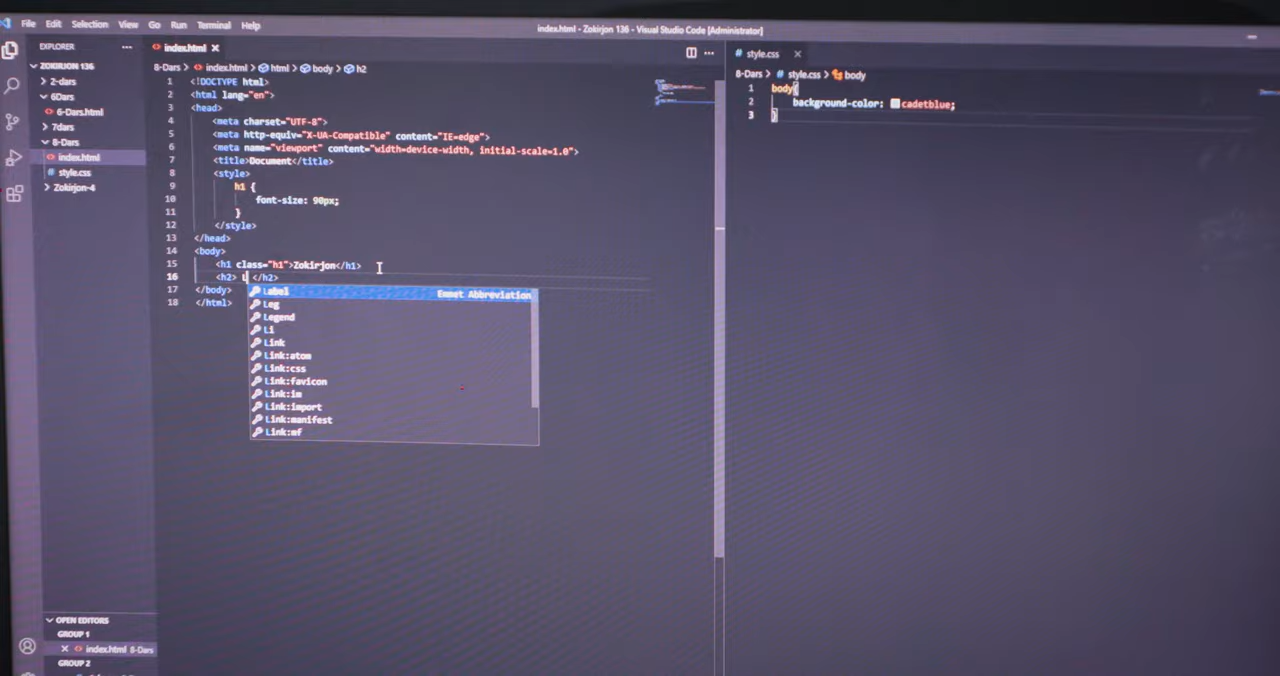 File Edit Selection View Go Run Terminal Help
index.html - Zokirjon 136 - Visual Studio Code [Administrator]
EXPLORER ...
ZOKIRJON 136
2-dars
6Dars
6-Dars.html
7dars
8-Dars
index.html
style.css
Zokirjon-4
OPEN EDITORS
GROUP 1
index.html 8-Dars
GROUP 2
index.html
8-Dars > index.html > html > body > h2
1 <!DOCTYPE html>
2 <html lang="en">
3 <head>
4 <meta charset="UTF-8">
5 <meta http-equiv="X-UA-Compatible" content="IE=edge">
6 <meta name="viewport" content="width=device-width, initial-scale=1.0">
7 <title>Document</title>
8 <style>
9 h1 {
10 font-size: 90px;
11 }
12 </style>
13 </head>
14 <body>
15 <h1 class="h1">Zokirjon</h1>
16 <h2> L </h2>
17 </body>
18 </html>
Label Emmet Abbreviation
Leg
Legend
Li
Link
Link:atom
Link:css
Link:favicon
Link:im
Link:import
Link:manifest
Link:mf
style.css
8-Dars > style.css > body
1 body{
2 background-color: cadetblue;
3 }